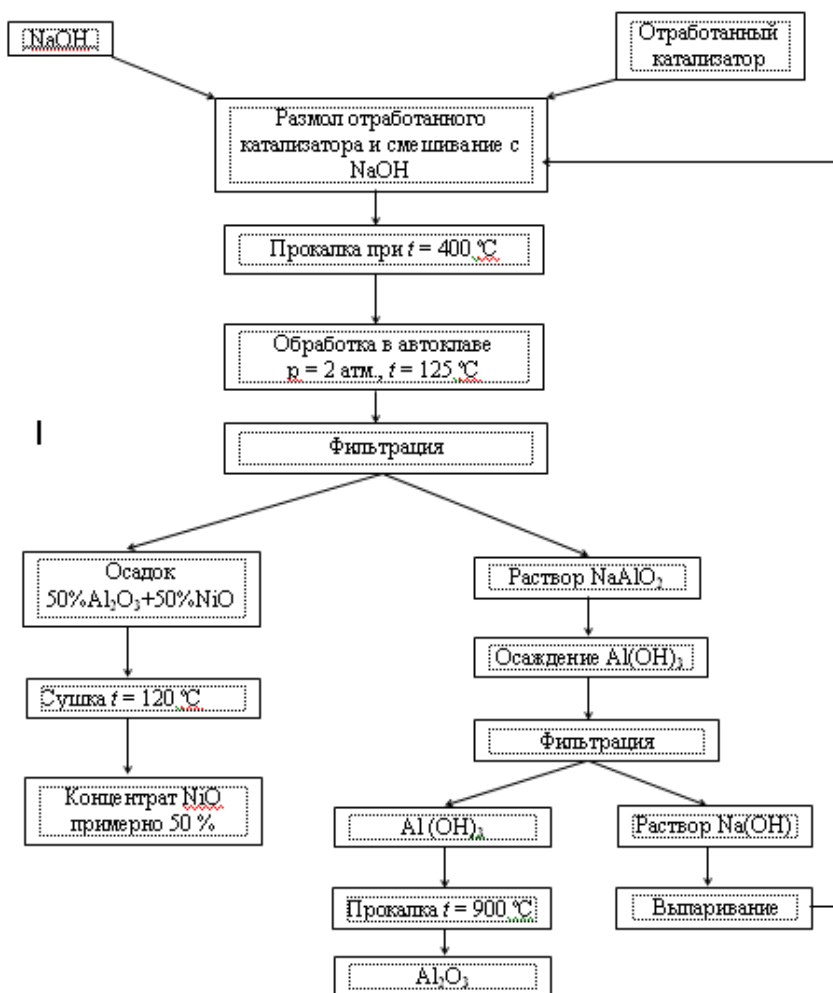 NaOH
Отработанный
катализатор
Размол отработанного
катализатора и смешивание с
NaOH
Прокалка при t = 400 ℃
Обработка в автоклаве
p = 2 атм., t = 125 ℃
Фильтрация
Осадок
50%Al₂O₃+50%NiO
Раствор NaAlO₂
Осаждение Al(OH)₃
Сушка t = 120 ℃
Фильтрация
Концентрат NiO
примерно 50 %
Al (OH)₃
Раствор Na(OH)
Прокалка t = 900 ℃
Выпаривание
Al₂O₃